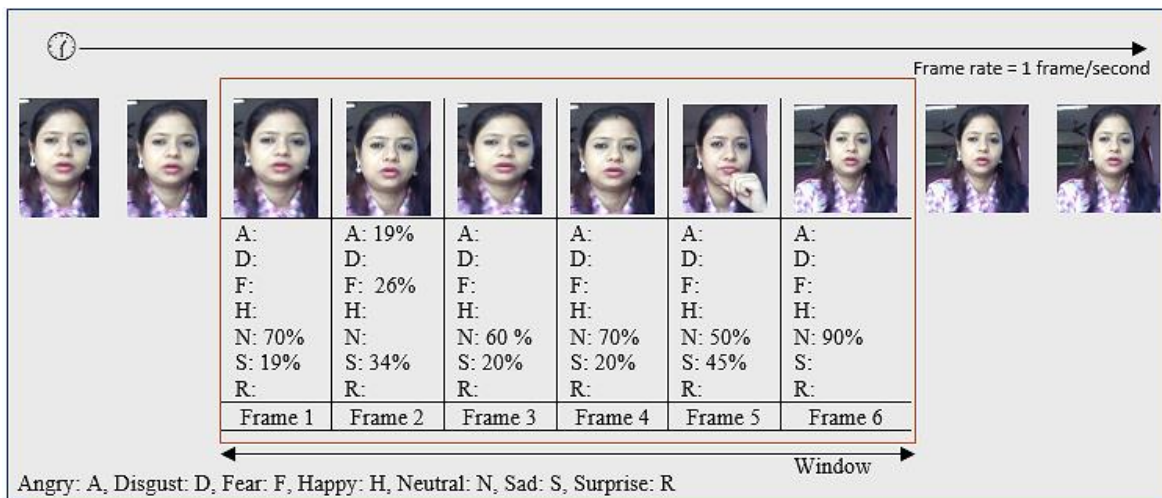 Frame rate = 1 frame/second
A: A: 19% A: A: A: A:
D: D: D: D: D: D:
F: F: 26% F: F: F: F:
H: H: H: H: H: H:
N: 70% N: N: 60 % N: 70% N: 50% N: 90%
S: 19% S: 34% S: 20% S: 20% S: 45% S:
R: R: R: R: R: R:
Frame 1 Frame 2 Frame 3 Frame 4 Frame 5 Frame 6
Window
Angry: A, Disgust: D, Fear: F, Happy: H, Neutral: N, Sad: S, Surprise: R